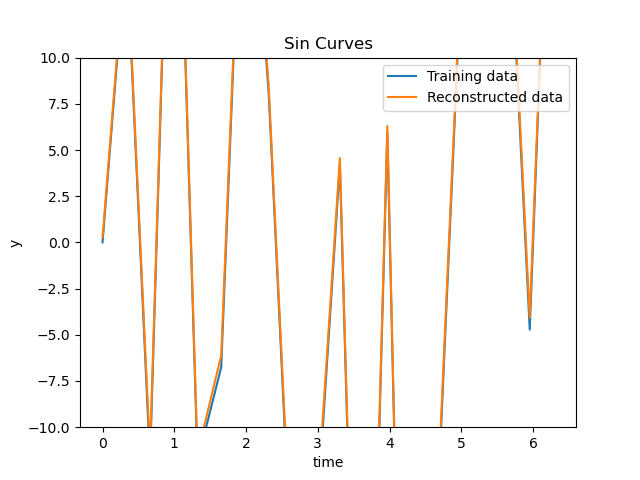 Sin Curves
Training data
Reconstructed data
10.0
7.5
5.0
2.5
0.0
−2.5
−5.0
−7.5
−10.0
y
0 1 2 3 4 5 6
time